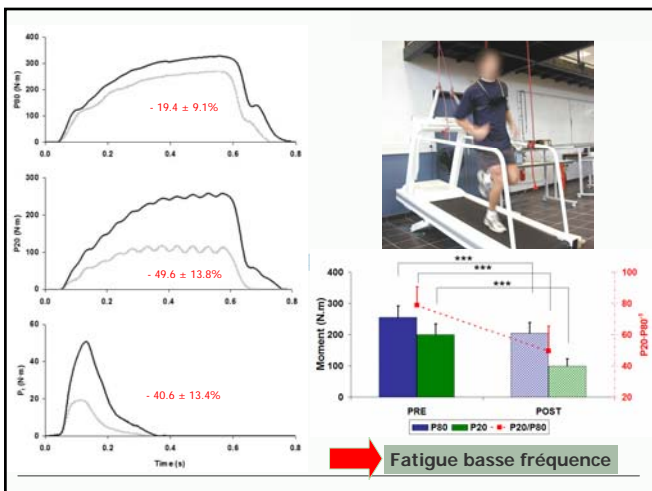 P80 (N·m)
400
300
200
100
0
- 19.4 ± 9.1%
0.0 0.2 0.4 0.6 0.8
P20 (N·m)
300
200
100
0
- 49.6 ± 13.8%
0.0 0.2 0.4 0.6 0.8
(N·m)
60
40
20
0
- 40.6 ± 13.4%
0.0 0.2 0.4 0.6 0.8
Time (s)
***
***
***
Moment (N.m)
400
300
200
100
0
100
80
60
40
20
P20·P80⁻¹
PRE POST
P80 P20 P20/P80
Fatigue basse fréquence